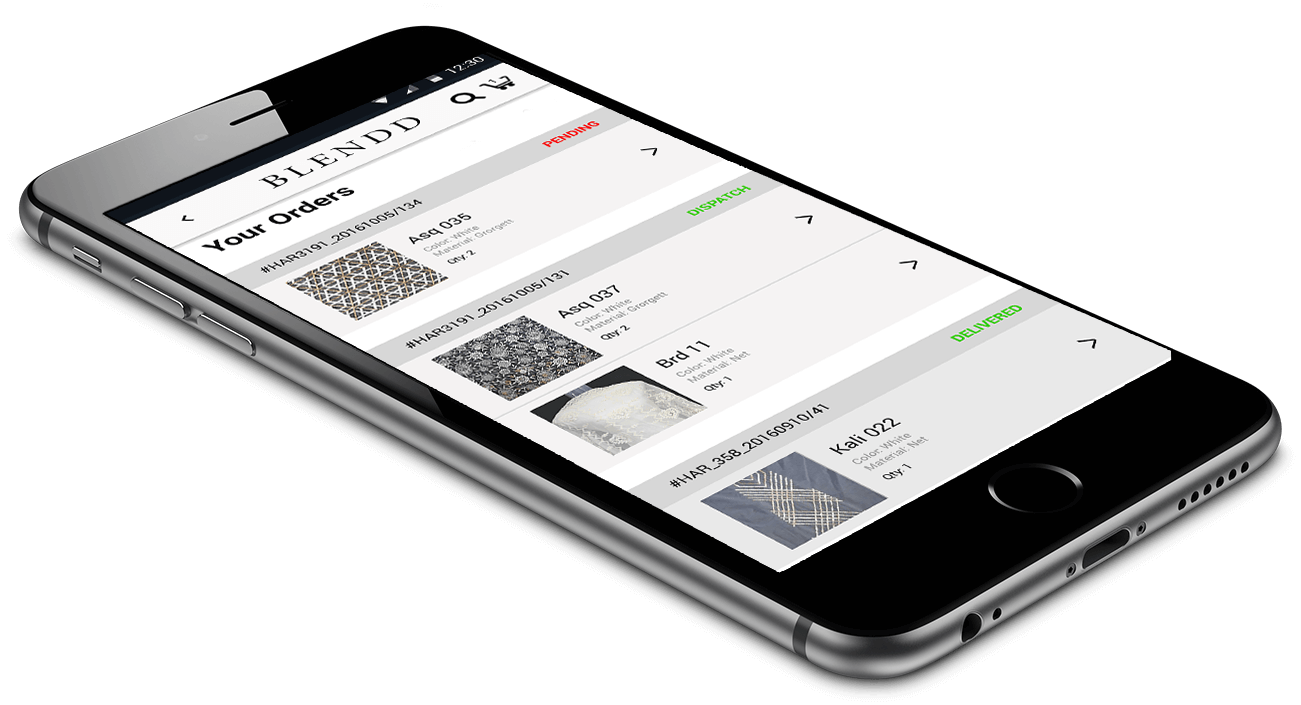 12:30
1
BLENDD
Your Orders
#HAR3191_20161005/134 PENDING
Asq 035
Color: White
Material: Grorgett
Qty: 2
#HAR3191_20161005/131 DISPATCH
Asq 037
Color: White
Material: Grorgett
Qty: 2
Brd 11
Color: White
Material: Net
Qty: 1
#HAR_358_20160910/41 DELIVERED
Kali 022
Color: White
Material: Net
Qty: 1